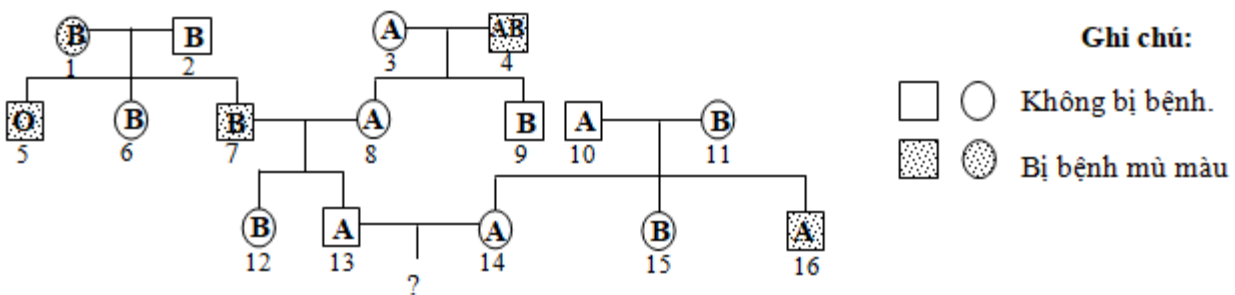 B B A AB Ghi chú:
1 2 3 4
Không bị bệnh.
O B B A B A B
5 6 7 8 9 10 11
Bị bệnh mù màu
B A A B A
12 13 14 15 16
?